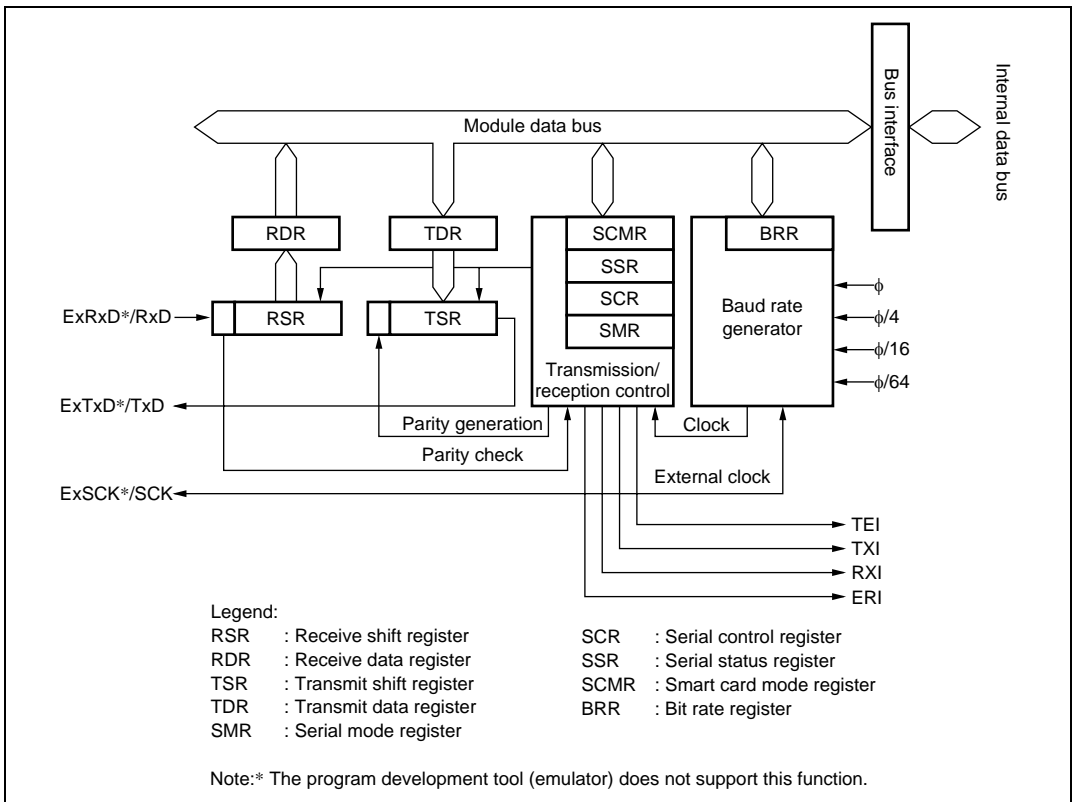 Module data bus
Bus interface
Internal data bus
RDR
TDR
SCMR
BRR
SSR
SCR
SMR
RSR
TSR
ExRxD*/RxD
Baud rate
generator
ϕ
ϕ/4
ϕ/16
ϕ/64
Transmission/
reception control
ExTxD*/TxD
Parity generation
Clock
Parity check
External clock
ExSCK*/SCK
TEI
TXI
RXI
ERI
Legend:
RSR : Receive shift register
RDR : Receive data register
TSR : Transmit shift register
TDR : Transmit data register
SMR : Serial mode register
SCR : Serial control register
SSR : Serial status register
SCMR : Smart card mode register
BRR : Bit rate register
Note:* The program development tool (emulator) does not support this function.